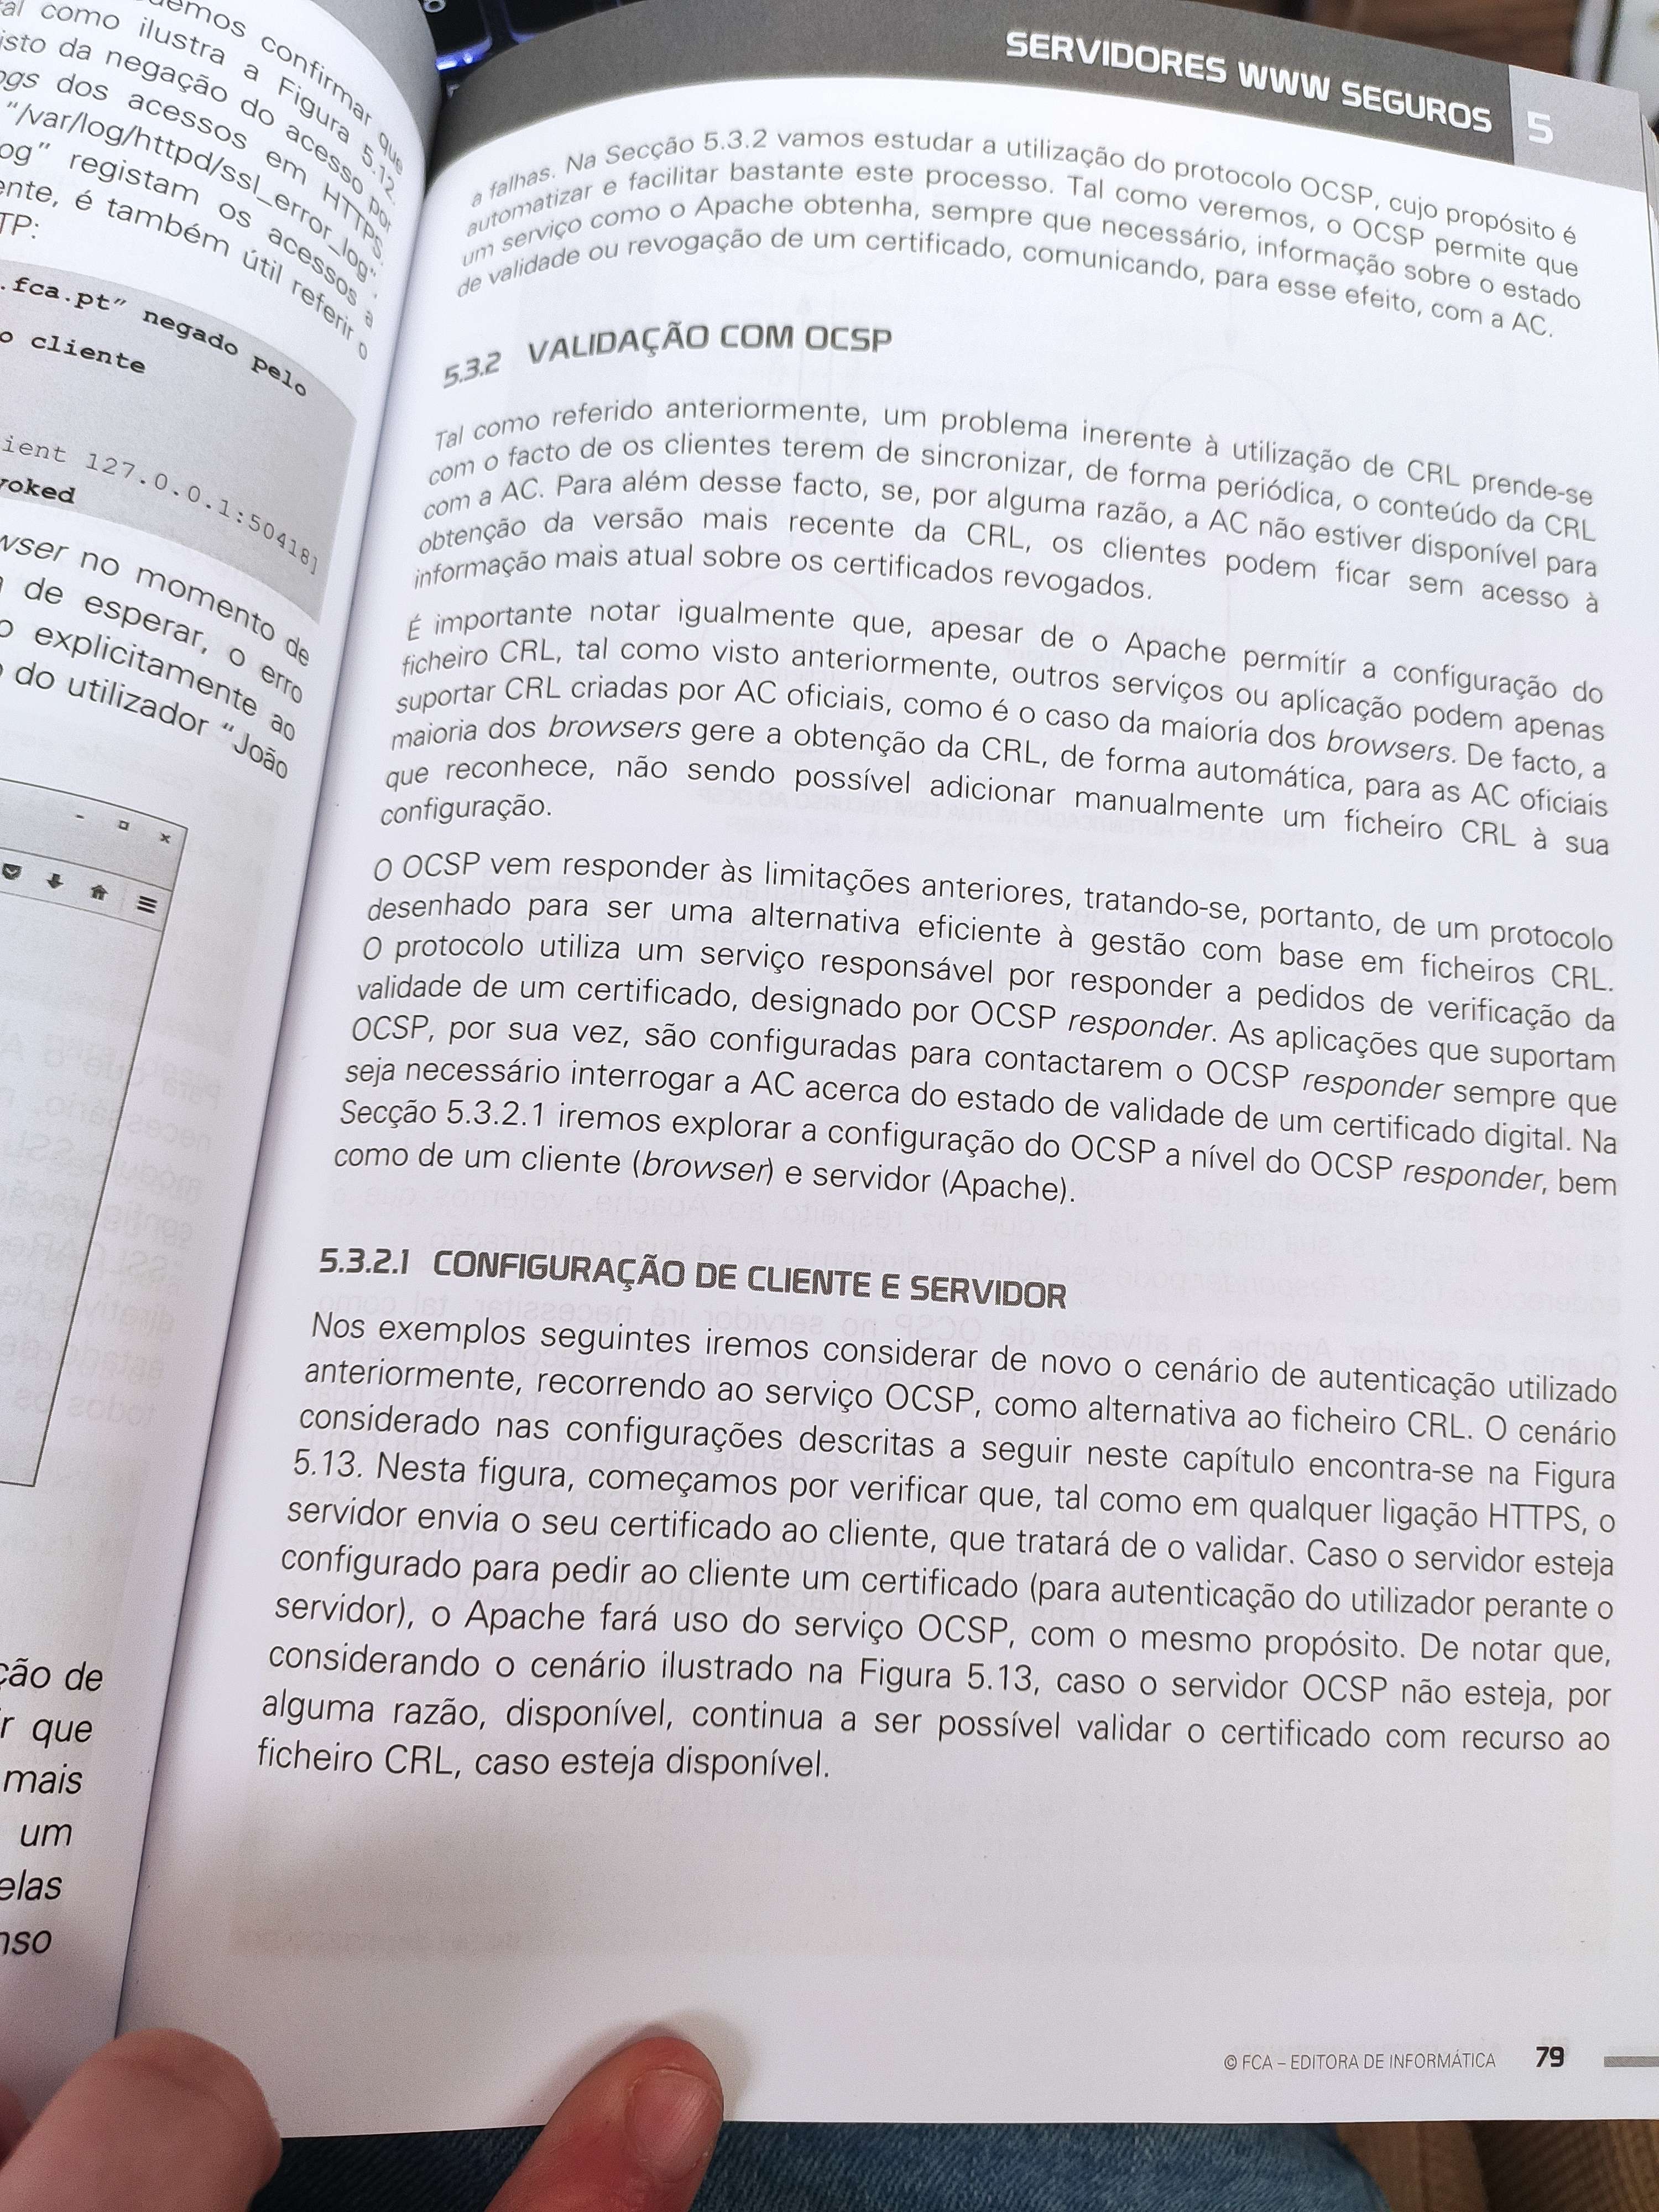 emos confirmar que
tal como ilustra a Figura 5.12.
isto da negação do acesso por
ogs dos acessos em HTTPS.
"/var/log/httpd/ssl_error_log",
og" registam os acessos a
ente, é também útil referir o
TP:
.fca.pt" negado pelo
o cliente
ient 127.0.0.1:50418]
voked
wser no momento de
de esperar, o erro
o explicitamente ao
do utilizador "João
ção de
r que
mais
um
elas
nso
SERVIDORES WWW SEGUROS 5
a falhas. Na Secção 5.3.2 vamos estudar a utilização do protocolo OCSP, cujo propósito é
automatizar e facilitar bastante este processo. Tal como veremos, o OCSP permite que
um serviço como o Apache obtenha, sempre que necessário, informação sobre o estado
de validade ou revogação de um certificado, comunicando, para esse efeito, com a AC.
5.3.2 VALIDAÇÃO COM OCSP
Tal como referido anteriormente, um problema inerente à utilização de CRL prende-se
com o facto de os clientes terem de sincronizar, de forma periódica, o conteúdo da CRL
com a AC. Para além desse facto, se, por alguma razão, a AC não estiver disponível para
obtenção da versão mais recente da CRL, os clientes podem ficar sem acesso à
informação mais atual sobre os certificados revogados.
É importante notar igualmente que, apesar de o Apache permitir a configuração do
ficheiro CRL, tal como visto anteriormente, outros serviços ou aplicação podem apenas
suportar CRL criadas por AC oficiais, como é o caso da maioria dos browsers. De facto, a
maioria dos browsers gere a obtenção da CRL, de forma automática, para as AC oficiais
que reconhece, não sendo possível adicionar manualmente um ficheiro CRL à sua
configuração.
O OCSP vem responder às limitações anteriores, tratando-se, portanto, de um protocolo
desenhado para ser uma alternativa eficiente à gestão com base em ficheiros CRL.
O protocolo utiliza um serviço responsável por responder a pedidos de verificação da
validade de um certificado, designado por OCSP responder. As aplicações que suportam
OCSP, por sua vez, são configuradas para contactarem o OCSP responder sempre que
seja necessário interrogar a AC acerca do estado de validade de um certificado digital. Na
Secção 5.3.2.1 iremos explorar a configuração do OCSP a nível do OCSP responder, bem
como de um cliente (browser) e servidor (Apache).
5.3.2.1 CONFIGURAÇÃO DE CLIENTE E SERVIDOR
Nos exemplos seguintes iremos considerar de novo o cenário de autenticação utilizado
anteriormente, recorrendo ao serviço OCSP, como alternativa ao ficheiro CRL. O cenário
considerado nas configurações descritas a seguir neste capítulo encontra-se na Figura
5.13. Nesta figura, começamos por verificar que, tal como em qualquer ligação HTTPS, o
servidor envia o seu certificado ao cliente, que tratará de o validar. Caso o servidor esteja
configurado para pedir ao cliente um certificado (para autenticação do utilizador perante o
servidor), o Apache fará uso do serviço OCSP, com o mesmo propósito. De notar que,
considerando o cenário ilustrado na Figura 5.13, caso o servidor OCSP não esteja, por
alguma razão, disponível, continua a ser possível validar o certificado com recurso ao
ficheiro CRL, caso esteja disponível.
© FCA – EDITORA DE INFORMÁTICA 79